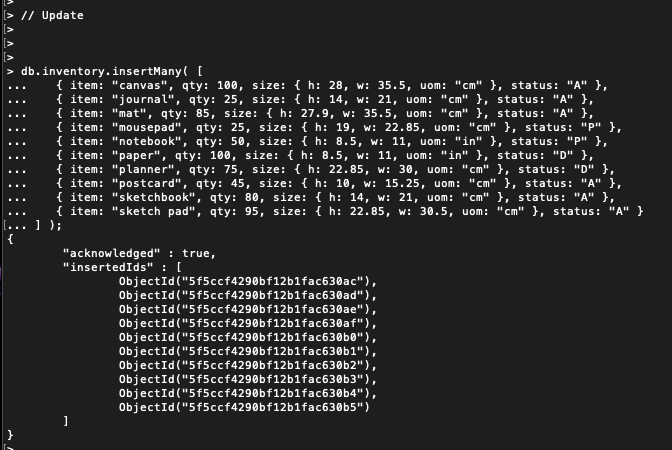 [>
[> // Update
[>
[>
[>
> db.inventory.insertMany( [
...    { item: "canvas", qty: 100, size: { h: 28, w: 35.5, uom: "cm" }, status: "A" },
...    { item: "journal", qty: 25, size: { h: 14, w: 21, uom: "cm" }, status: "A" },
...    { item: "mat", qty: 85, size: { h: 27.9, w: 35.5, uom: "cm" }, status: "A" },
...    { item: "mousepad", qty: 25, size: { h: 19, w: 22.85, uom: "cm" }, status: "P" },
...    { item: "notebook", qty: 50, size: { h: 8.5, w: 11, uom: "in" }, status: "P" },
...    { item: "paper", qty: 100, size: { h: 8.5, w: 11, uom: "in" }, status: "D" },
...    { item: "planner", qty: 75, size: { h: 22.85, w: 30, uom: "cm" }, status: "D" },
...    { item: "postcard", qty: 45, size: { h: 10, w: 15.25, uom: "cm" }, status: "A" },
...    { item: "sketchbook", qty: 80, size: { h: 14, w: 21, uom: "cm" }, status: "A" },
...    { item: "sketch pad", qty: 95, size: { h: 22.85, w: 30.5, uom: "cm" }, status: "A" }
[... ] );
{
        "acknowledged" : true,
        "insertedIds" : [
                ObjectId("5f5ccf4290bf12b1fac630ac"),
                ObjectId("5f5ccf4290bf12b1fac630ad"),
                ObjectId("5f5ccf4290bf12b1fac630ae"),
                ObjectId("5f5ccf4290bf12b1fac630af"),
                ObjectId("5f5ccf4290bf12b1fac630b0"),
                ObjectId("5f5ccf4290bf12b1fac630b1"),
                ObjectId("5f5ccf4290bf12b1fac630b2"),
                ObjectId("5f5ccf4290bf12b1fac630b3"),
                ObjectId("5f5ccf4290bf12b1fac630b4"),
                ObjectId("5f5ccf4290bf12b1fac630b5")
        ]
}
[>